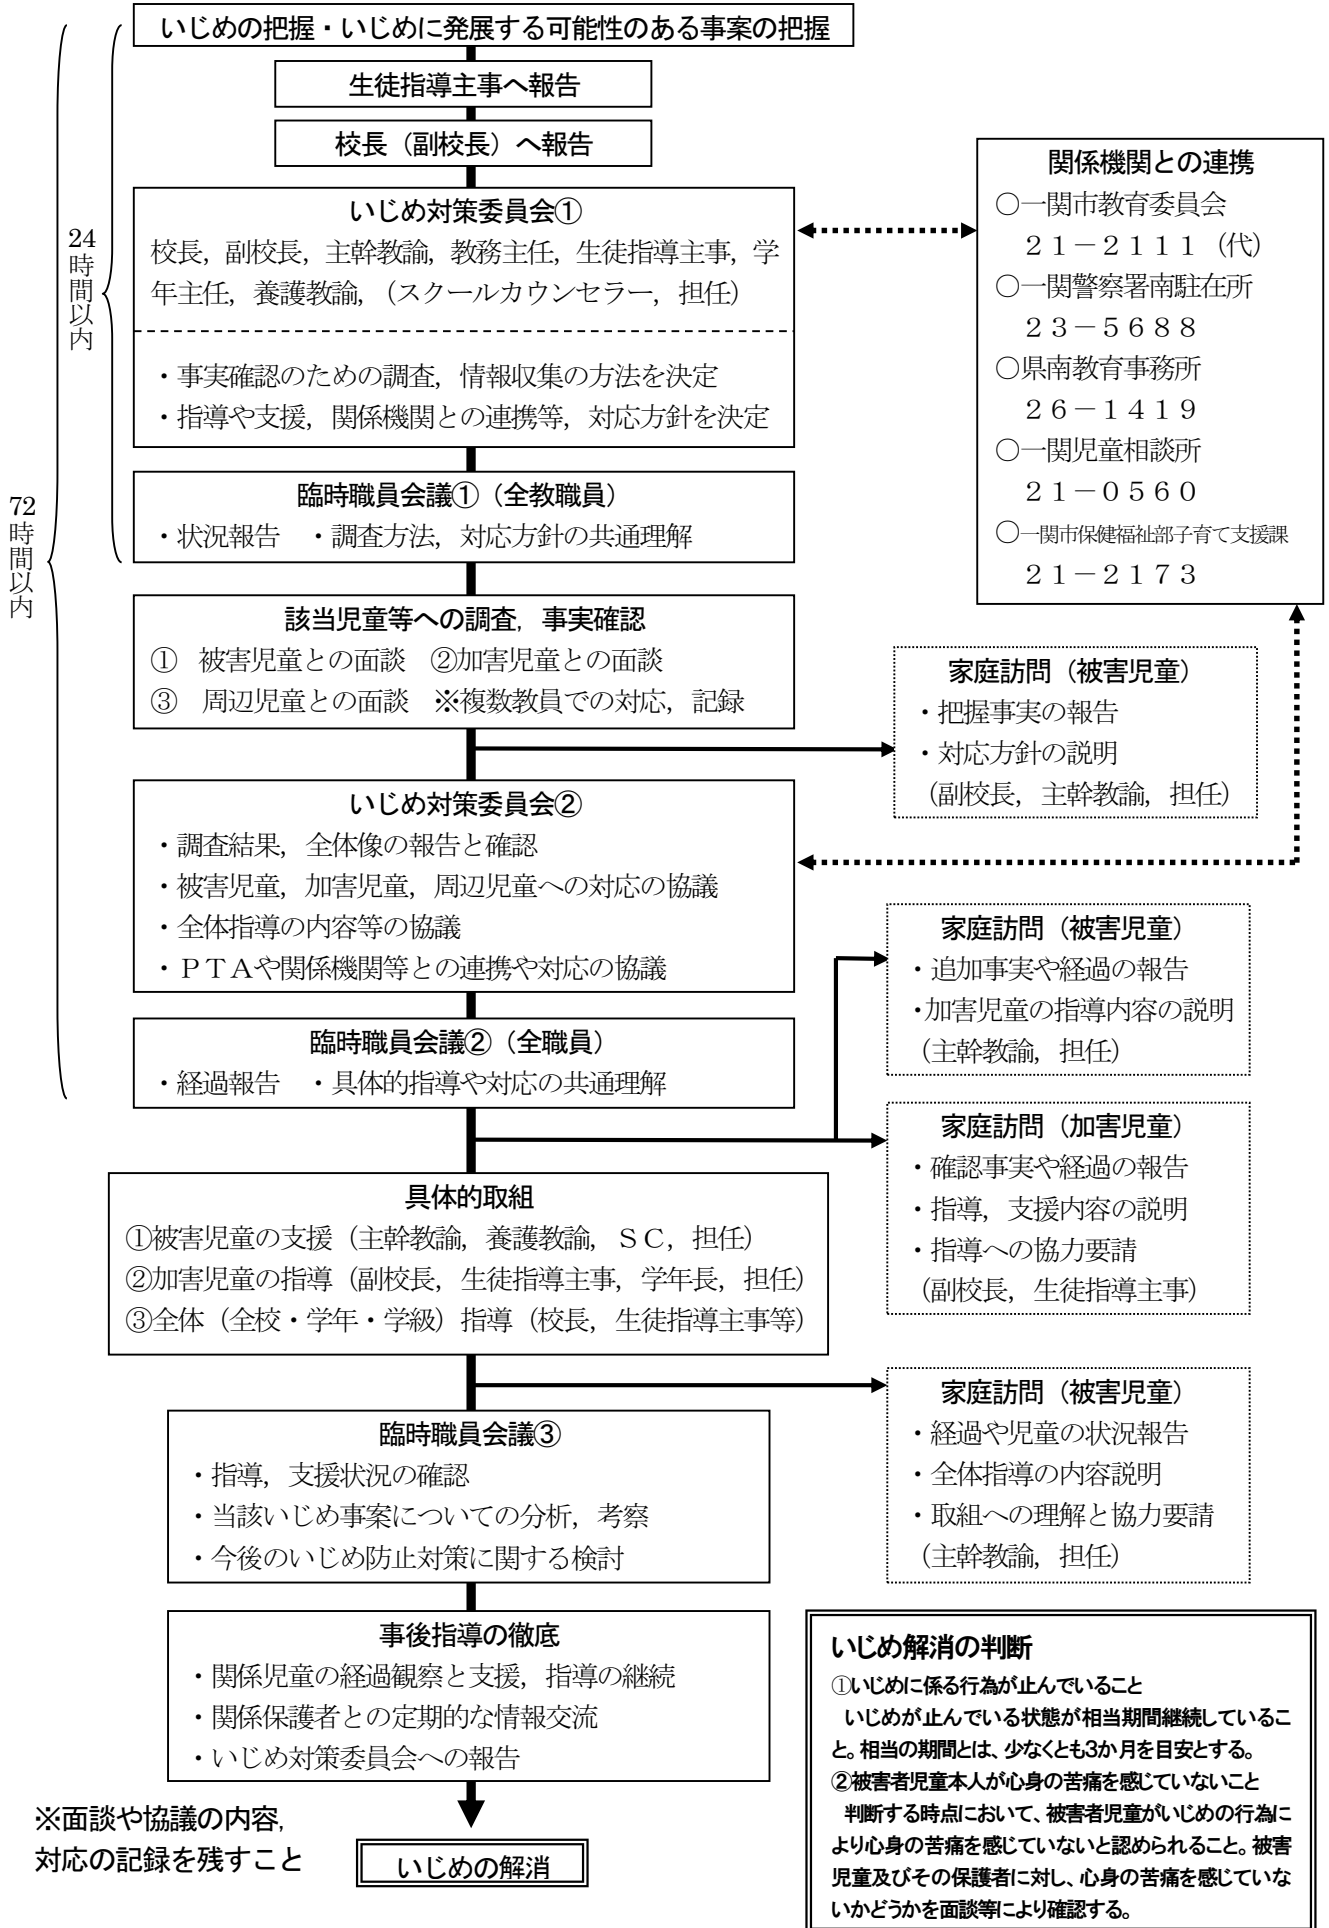 いじめの把握・いじめに発展する可能性のある事案の把握
生徒指導主事へ報告
校長（副校長）へ報告
24時間以内
72時間以内
いじめ対策委員会①
校長，副校長，主幹教諭，教務主任，生徒指導主事，学
年主任，養護教諭，（スクールカウンセラー，担任）
・事実確認のための調査，情報収集の方法を決定
・指導や支援，関係機関との連携等，対応方針を決定
関係機関との連携
○一関市教育委員会
２１－２１１１（代）
○一関警察署南駐在所
２３－５６８８
○県南教育事務所
２６－１４１９
○一関児童相談所
２１－０５６０
○一関市保健福祉部子育て支援課
２１－２１７３
臨時職員会議①（全教職員）
・状況報告　・調査方法，対応方針の共通理解
該当児童等への調査，事実確認
①　被害児童との面談　②加害児童との面談
③　周辺児童との面談　※複数教員での対応，記録
家庭訪問（被害児童）
・把握事実の報告
・対応方針の説明
（副校長，主幹教諭，担任）
いじめ対策委員会②
・調査結果，全体像の報告と確認
・被害児童，加害児童，周辺児童への対応の協議
・全体指導の内容等の協議
・ＰＴＡや関係機関等との連携や対応の協議
臨時職員会議②（全職員）
・経過報告　・具体的指導や対応の共通理解
家庭訪問（被害児童）
・追加事実や経過の報告
・加害児童の指導内容の説明
（主幹教諭，担任）
家庭訪問（加害児童）
・確認事実や経過の報告
・指導，支援内容の説明
・指導への協力要請
（副校長，生徒指導主事）
具体的取組
①被害児童の支援（主幹教諭，養護教諭，ＳＣ，担任）
②加害児童の指導（副校長，生徒指導主事，学年長，担任）
③全体（全校・学年・学級）指導（校長，生徒指導主事等）
家庭訪問（被害児童）
・経過や児童の状況報告
・全体指導の内容説明
・取組への理解と協力要請
（主幹教諭，担任）
臨時職員会議③
・指導，支援状況の確認
・当該いじめ事案についての分析，考察
・今後のいじめ防止対策に関する検討
事後指導の徹底
・関係児童の経過観察と支援，指導の継続
・関係保護者との定期的な情報交流
・いじめ対策委員会への報告
※面談や協議の内容，
対応の記録を残すこと
いじめの解消
いじめ解消の判断
①いじめに係る行為が止んでいること
いじめが止んでいる状態が相当期間継続しているこ
と。相当の期間とは、少なくとも3か月を目安とする。
②被害者児童本人が心身の苦痛を感じていないこと
判断する時点において、被害者児童がいじめの行為に
より心身の苦痛を感じていないと認められること。被害
児童及びその保護者に対し、心身の苦痛を感じていな
いかどうかを面談等により確認する。